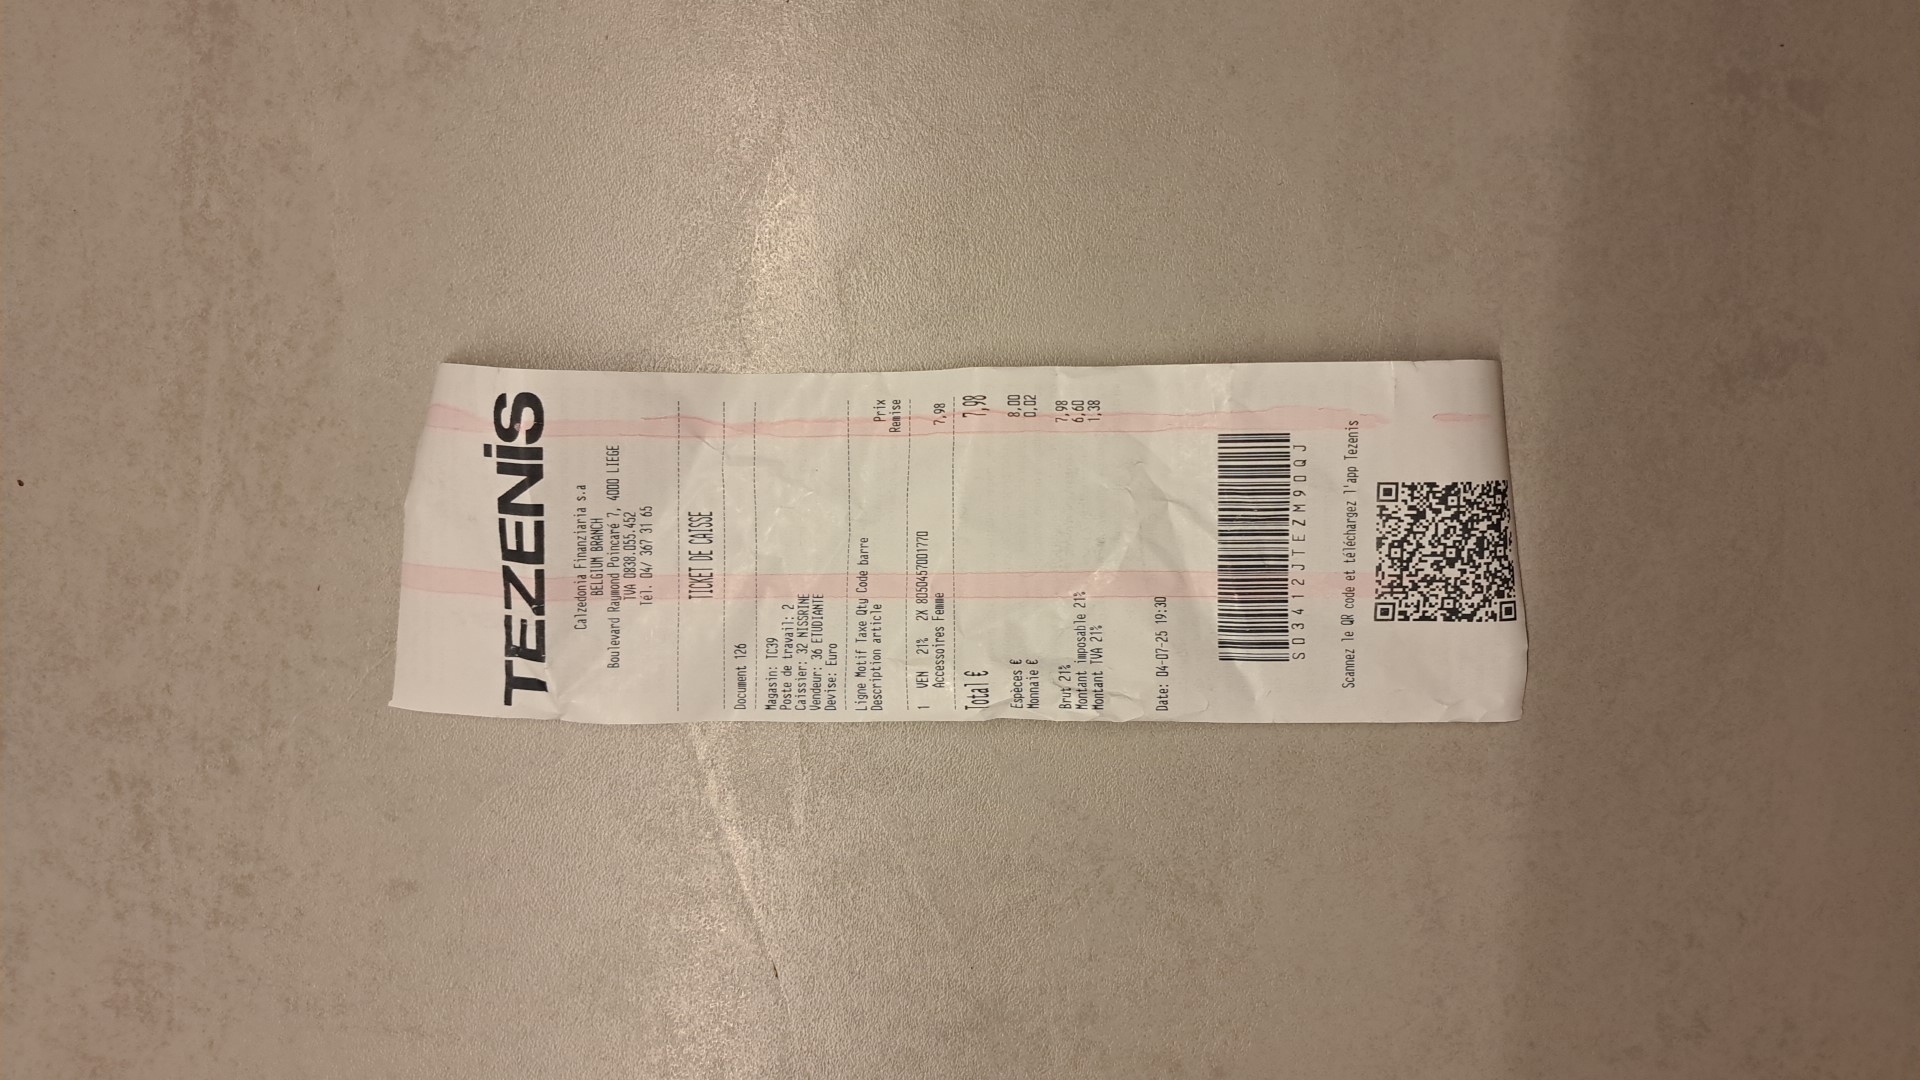 TEZENIS
Calzedonia Finanziaria s.a
BELGIUM BRANCH
Boulevard Raymond Poincaré 7, 4000 LIEGE
TVA 0838.055.452
Tél. 04/ 367 31 65
TICKET DE CAISSE
Document 126
Magasin: TC39
Poste de travail: 2
Caissier: 32 NISSRINE
Vendeur: 36 ETUDIANTE
Devise: Euro
Ligne Motif Taxe Qty Code barre Prix
Description article Remise
1 VEN 21% 2X 8050457001770
Accessoires Femme 7,98
Total € 7,98
Espèces € 8,00
Monnaie € 0,02
Brut 21% 7,98
Montant imposable 21% 6,60
Montant TVA 21% 1,38
Date: 04-07-25 19:30
S03412JTEZM9QQJ
Scannez le QR code et téléchargez l'app Tezenis